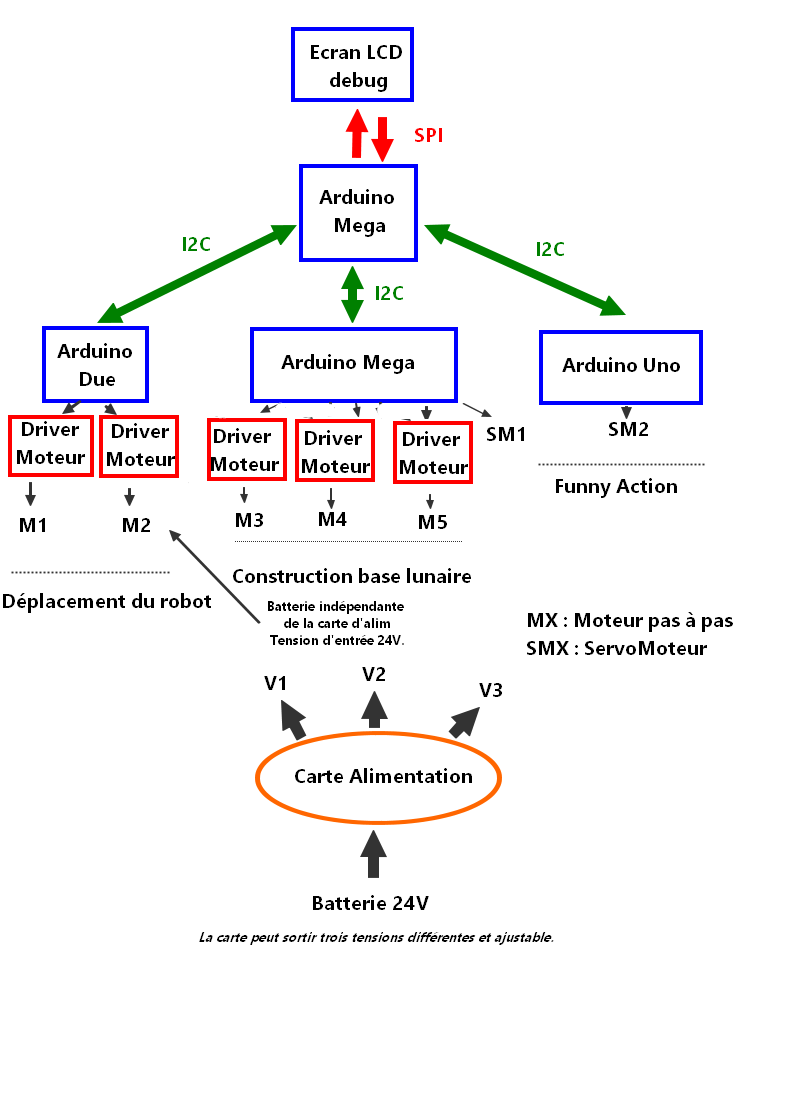 Ecran LCD
debug
SPI
Arduino
Mega
I2C
I2C
I2C
Arduino
Due
Arduino Mega
Arduino Uno
Driver
Moteur
Driver
Moteur
Driver
Moteur
Driver
Moteur
Driver
Moteur
SM1
SM2
M1
M2
M3
M4
M5
Funny Action
Construction base lunaire
Déplacement du robot
Batterie indépendante
de la carte d'alim
Tension d'entrée 24V.
MX : Moteur pas à pas
SMX : ServoMoteur
V1
V2
V3
Carte Alimentation
Batterie 24V
La carte peut sortir trois tensions différentes et ajustable.